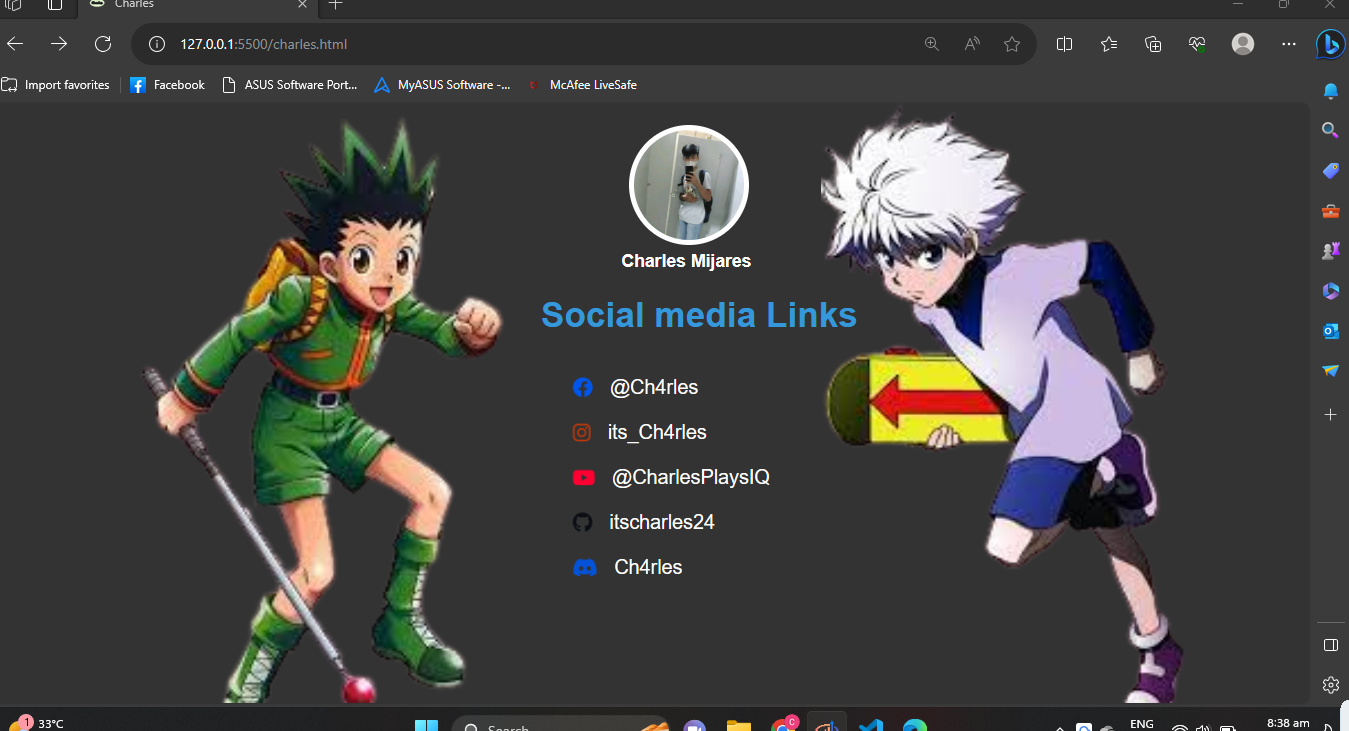 Charles
127.0.0.1:5500/charles.html
Import favorites
Facebook
ASUS Software Port...
MyASUS Software -...
McAfee LiveSafe
Charles Mijares
Social media Links
@Ch4rles
its_Ch4rles
@CharlesPlaysIQ
itscharles24
Ch4rles
1
33°C
Search
C
ENG
8:38 am